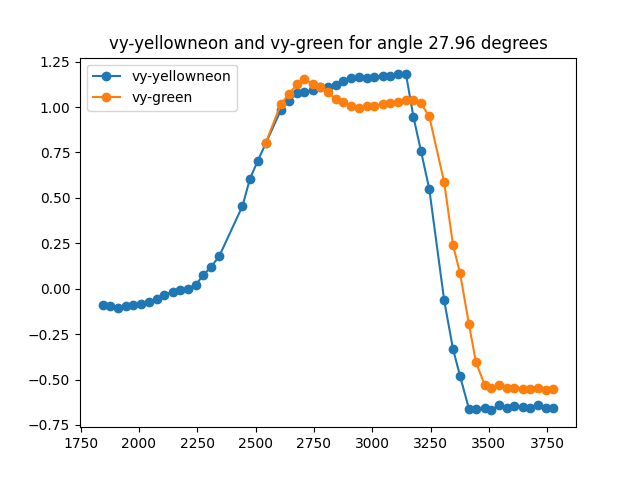 vy-yellowneon and vy-green for angle 27.96 degrees
vy-yellowneon
vy-green
1.25
1.00
0.75
0.50
0.25
0.00
−0.25
−0.50
−0.75
1750 2000 2250 2500 2750 3000 3250 3500 3750